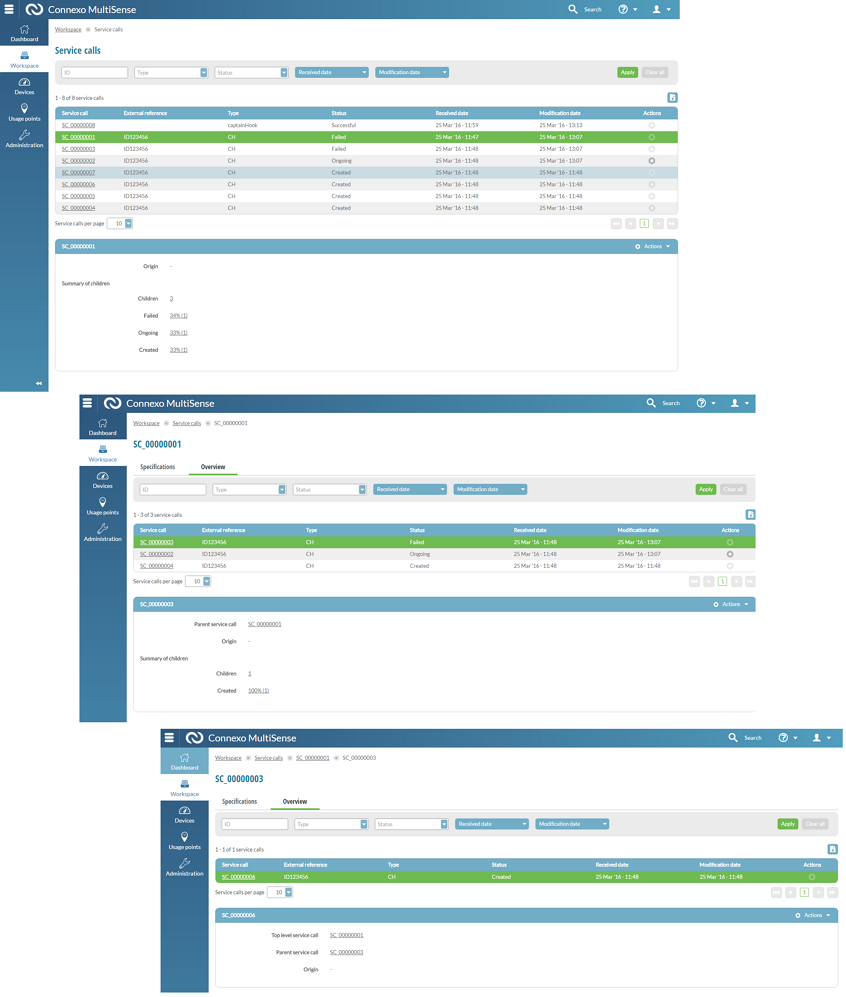 Connexo MultiSense Search
Dashboard
Workspace
Devices
Usage points
Administration
Workspace Service calls
Service calls
ID Type Status Received date Modification date Apply Clear all
1 - 8 of 8 service calls
Service call External reference Type Status Received date Modification date Actions
SC_00000008 captainHook Successful 25 Mar '16 - 11:59 25 Mar '16 - 13:13
SC_00000001 ID123456 CH Failed 25 Mar '16 - 11:47 25 Mar '16 - 13:07
SC_00000003 ID123456 CH Failed 25 Mar '16 - 11:48 25 Mar '16 - 13:07
SC_00000002 ID123456 CH Ongoing 25 Mar '16 - 11:48 25 Mar '16 - 13:07
SC_00000007 ID123456 CH Created 25 Mar '16 - 11:48 25 Mar '16 - 11:48
SC_00000006 ID123456 CH Created 25 Mar '16 - 11:48 25 Mar '16 - 11:48
SC_00000005 ID123456 CH Created 25 Mar '16 - 11:48 25 Mar '16 - 11:48
SC_00000004 ID123456 CH Created 25 Mar '16 - 11:48 25 Mar '16 - 11:48
Service calls per page 10 1
SC_00000001 Actions
Origin -
Summary of children
Children 3
Failed 34% (1)
Ongoing 33% (1)
Created 33% (1)
Connexo MultiSense Search
Dashboard
Workspace
Devices
Usage points
Administration
Workspace Service calls SC_00000001
SC_00000001
Specifications Overview
ID Type Status Received date Modification date Apply Clear all
1 - 3 of 3 service calls
Service call External reference Type Status Received date Modification date Actions
SC_00000003 ID123456 CH Failed 25 Mar '16 - 11:48 25 Mar '16 - 13:07
SC_00000002 ID123456 CH Ongoing 25 Mar '16 - 11:48 25 Mar '16 - 13:07
SC_00000004 ID123456 CH Created 25 Mar '16 - 11:48 25 Mar '16 - 11:48
Service calls per page 10 1
SC_00000003 Actions
Parent service call SC_00000001
Origin -
Summary of children
Children 1
Created 100% (1)
Connexo MultiSense Search
Dashboard
Workspace
Devices
Usage points
Administration
Workspace Service calls SC_00000001 SC_00000003
SC_00000003
Specifications Overview
ID Type Status Received date Modification date Apply Clear all
1 - 1 of 1 service calls
Service call External reference Type Status Received date Modification date Actions
SC_00000006 ID123456 CH Created 25 Mar '16 - 11:48 25 Mar '16 - 11:48
Service calls per page 10 1
SC_00000006 Actions
Top level service call SC_00000001
Parent service call SC_00000003
Origin -